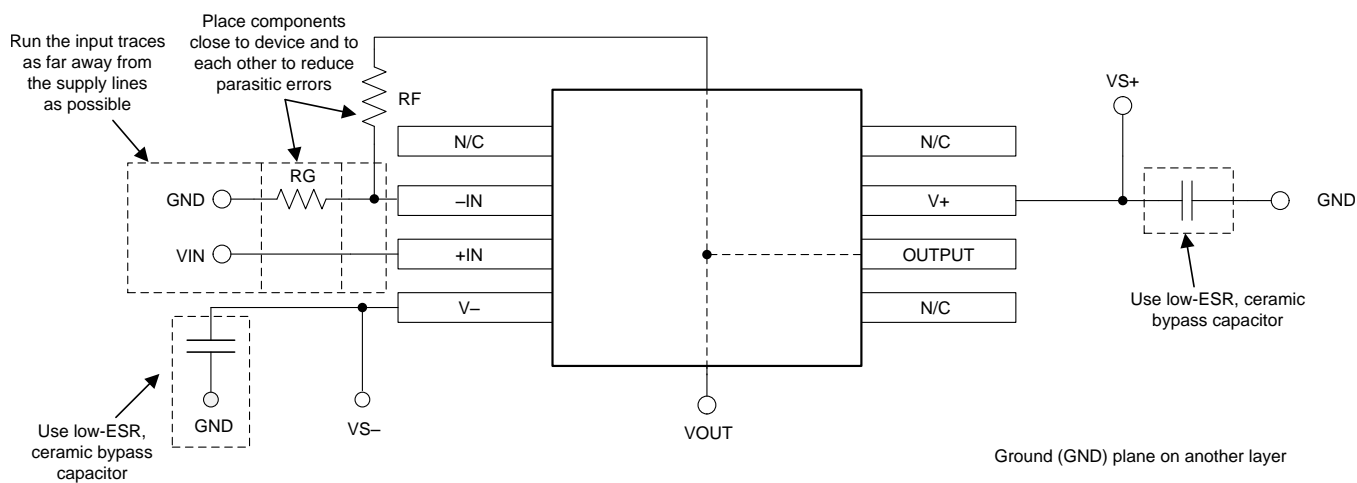 Place components
close to device and to
each other to reduce
parasitic errors
Run the input traces
as far away from
the supply lines
as possible
RF
VS+
N/C
N/C
RG
GND
–IN
V+
GND
VIN
+IN
OUTPUT
V–
N/C
Use low-ESR, ceramic
bypass capacitor
GND
VS–
VOUT
Use low-ESR,
ceramic bypass
capacitor
Ground (GND) plane on another layer